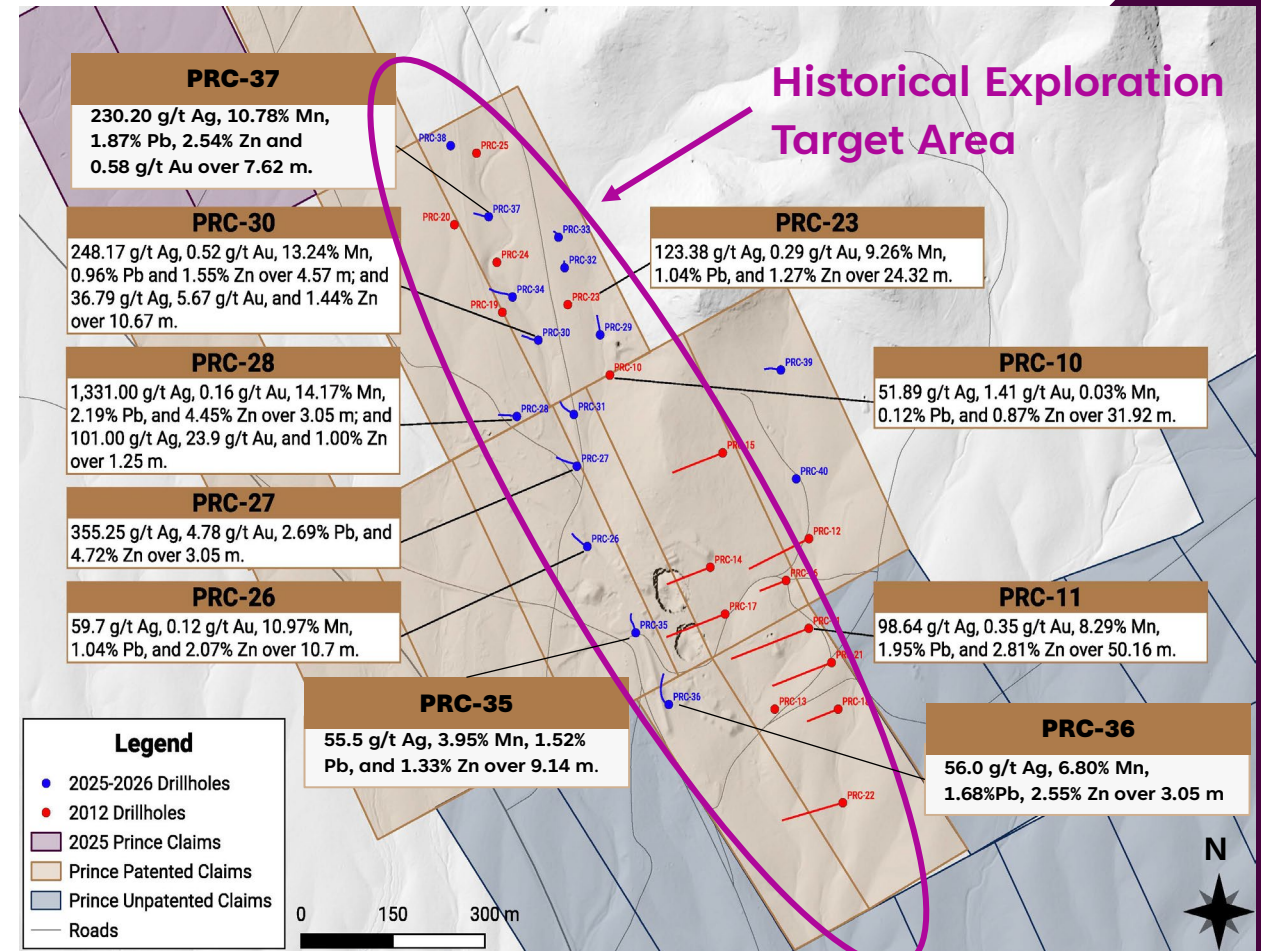 PRC-37
230.20 g/t Ag, 10.78% Mn,
1.87% Pb, 2.54% Zn and
0.58 g/t Au over 7.62 m.
Historical Exploration
Target Area
PRC-30
248.17 g/t Ag, 0.52 g/t Au, 13.24% Mn,
0.96% Pb and 1.55% Zn over 4.57 m; and
36.79 g/t Ag, 5.67 g/t Au, and 1.44% Zn
over 10.67 m.
PRC-23
123.38 g/t Ag, 0.29 g/t Au, 9.26% Mn,
1.04% Pb, and 1.27% Zn over 24.32 m.
PRC-28
1,331.00 g/t Ag, 0.16 g/t Au, 14.17% Mn,
2.19% Pb, and 4.45% Zn over 3.05 m; and
101.00 g/t Ag, 23.9 g/t Au, and 1.00% Zn
over 1.25 m.
PRC-10
51.89 g/t Ag, 1.41 g/t Au, 0.03% Mn,
0.12% Pb, and 0.87% Zn over 31.92 m.
PRC-27
355.25 g/t Ag, 4.78 g/t Au, 2.69% Pb, and
4.72% Zn over 3.05 m.
PRC-26
59.7 g/t Ag, 0.12 g/t Au, 10.97% Mn,
1.04% Pb, and 2.07% Zn over 10.7 m.
PRC-11
98.64 g/t Ag, 0.35 g/t Au, 8.29% Mn,
1.95% Pb, and 2.81% Zn over 50.16 m.
PRC-35
55.5 g/t Ag, 3.95% Mn, 1.52%
Pb, and 1.33% Zn over 9.14 m.
PRC-36
56.0 g/t Ag, 6.80% Mn,
1.68%Pb, 2.55% Zn over 3.05 m
PRC-38
PRC-25
PRC-37
PRC-20
PRC-33
PRC-24
PRC-32
PRC-34
PRC-23
PRC-19
PRC-30
PRC-29
PRC-10
PRC-39
PRC-28
PRC-31
PRC-15
PRC-27
PRC-40
PRC-26
PRC-12
PRC-14
PRC-17
PRC-35
PRC-21
PRC-36
PRC-13
PRC-22
Legend
2025-2026 Drillholes
2012 Drillholes
2025 Prince Claims
Prince Patented Claims
Prince Unpatented Claims
Roads
0 150 300 m
N